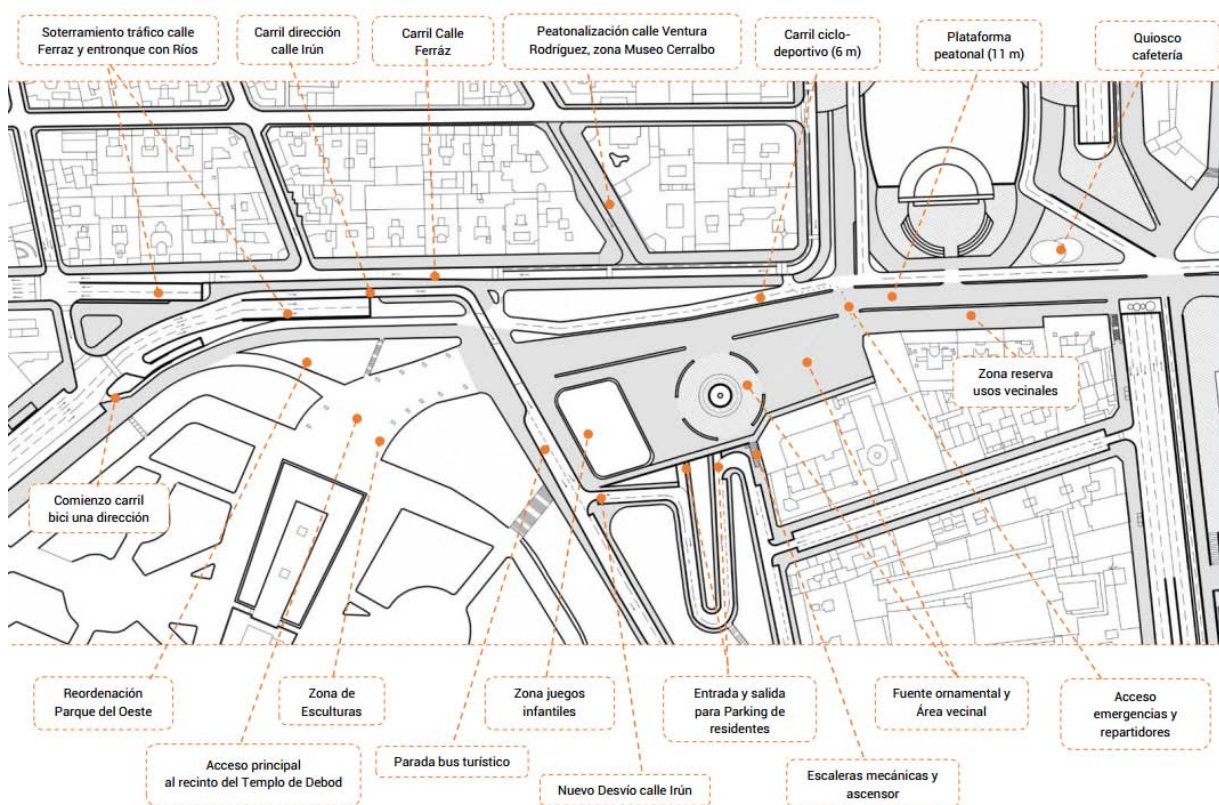 Soterramiento tráfico calle
Ferraz y entronque con Ríos
Carril dirección
calle Irún
Carril Calle
Ferráz
Peatonalización calle Ventura
Rodríguez, zona Museo Cerralbo
Carril ciclo-
deportivo (6 m)
Plataforma
peatonal (11 m)
Quiosco
cafetería
Zona reserva
usos vecinales
Comienzo carril
bici una dirección
Reordenación
Parque del Oeste
Zona de
Esculturas
Zona juegos
infantiles
Entrada y salida
para Parking de
residentes
Fuente ornamental y
Área vecinal
Acceso
emergencias y
repartidores
Acceso principal
al recinto del Templo de Debod
Parada bus turístico
Nuevo Desvío calle Irún
Escaleras mecánicas y
ascensor